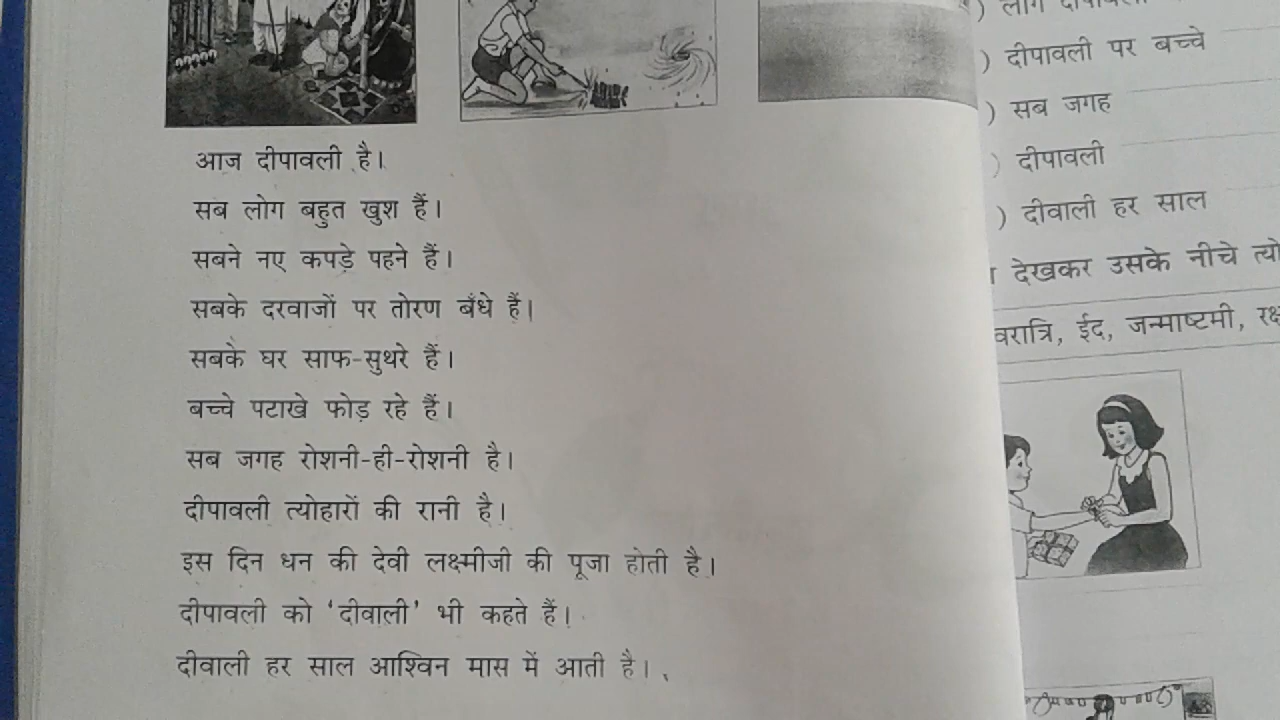 आज दीपावली है।
सब लोग बहुत खुश हैं।
सबने नए कपड़े पहने हैं।
सबके दरवाजों पर तोरण बँधे हैं।
सबके घर साफ-सुथरे हैं।
बच्चे पटाखे फोड़ रहे हैं।
सब जगह रोशनी-ही-रोशनी है।
दीपावली त्योहारों की रानी है।
इस दिन धन की देवी लक्ष्मीजी की पूजा होती है।
दीपावली को 'दीवाली' भी कहते हैं।
दीवाली हर साल आश्विन मास में आती है।
) लोग
) दीपावली पर बच्चे
) सब जगह
) दीपावली
) दीवाली हर साल
देखकर उसके नीचे
ईद, जन्माष्टमी,